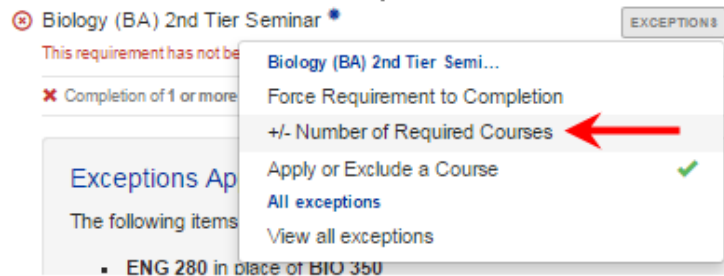 Biology (BA) 2nd Tier Seminar *
EXCEPTIONS
This requirement has not be
Biology (BA) 2nd Tier Semi...
Completion of 1 or more
Force Requirement to Completion
+/- Number of Required Courses
Exceptions Ap
Apply or Exclude a Course
All exceptions
The following items
View all exceptions
ENG 280 in place of BIO 350